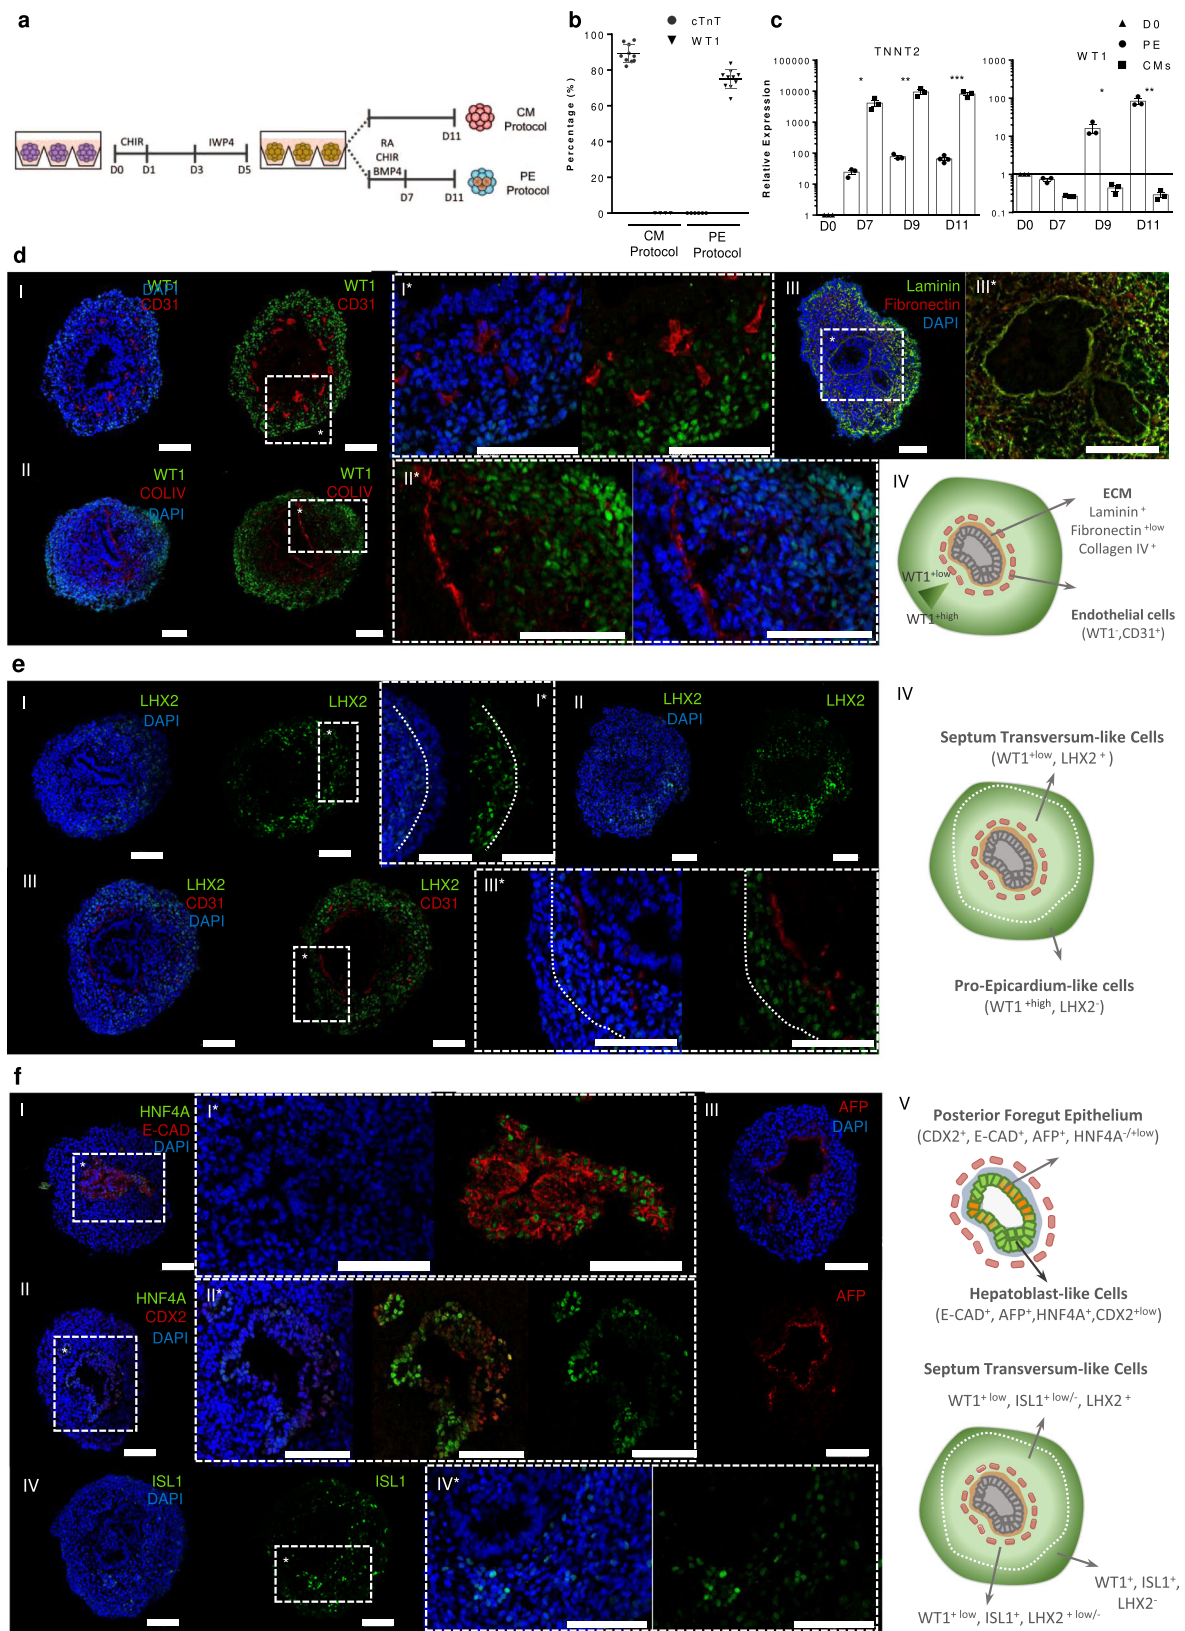 a
CHIR
IWP4
D0
D1
D3
D5
RA
CHIR
BMP4
D7
D11
D11
CM
Protocol
PE
Protocol
b
cTnT
WT1
Percentage (%)
100
80
60
40
20
0
CM
Protocol
PE
Protocol
c
D0
PE
CMs
TNNT2
Relative Expression
100000
10000
1000
100
10
1
*
**
***
D0
D7
D9
D11
WT1
1000
100
10
1
0.1
*
**
D0
D7
D9
D11
d
I
WT1
DAPI
CD31
WT1
CD31
*
I*
III
Laminin
Fibronectin
DAPI
*
III*
II
WT1
COLIV
DAPI
WT1
COLIV
*
II*
IV
ECM
Laminin +
Fibronectin +low
Collagen IV +
WT1+low
WT1+high
Endothelial cells
(WT1-,CD31+)
e
I
LHX2
DAPI
LHX2
*
I*
II
LHX2
DAPI
LHX2
III
LHX2
CD31
DAPI
LHX2
CD31
*
III*
IV
Septum Transversum-like Cells
(WT1+low, LHX2 + )
Pro-Epicardium-like cells
(WT1 +high, LHX2-)
f
I
HNF4A
E-CAD
DAPI
*
I*
III
AFP
DAPI
AFP
II
HNF4A
CDX2
DAPI
*
II*
IV
ISL1
DAPI
ISL1
*
IV*
V
Posterior Foregut Epithelium
(CDX2+, E-CAD+, AFP+, HNF4A-/+low)
Hepatoblast-like Cells
(E-CAD+, AFP+,HNF4A+,CDX2+low)
Septum Transversum-like Cells
WT1+ low, ISL1+ low/-, LHX2 +
WT1+, ISL1+,
LHX2-
WT1+ low, ISL1+, LHX2 + low/-